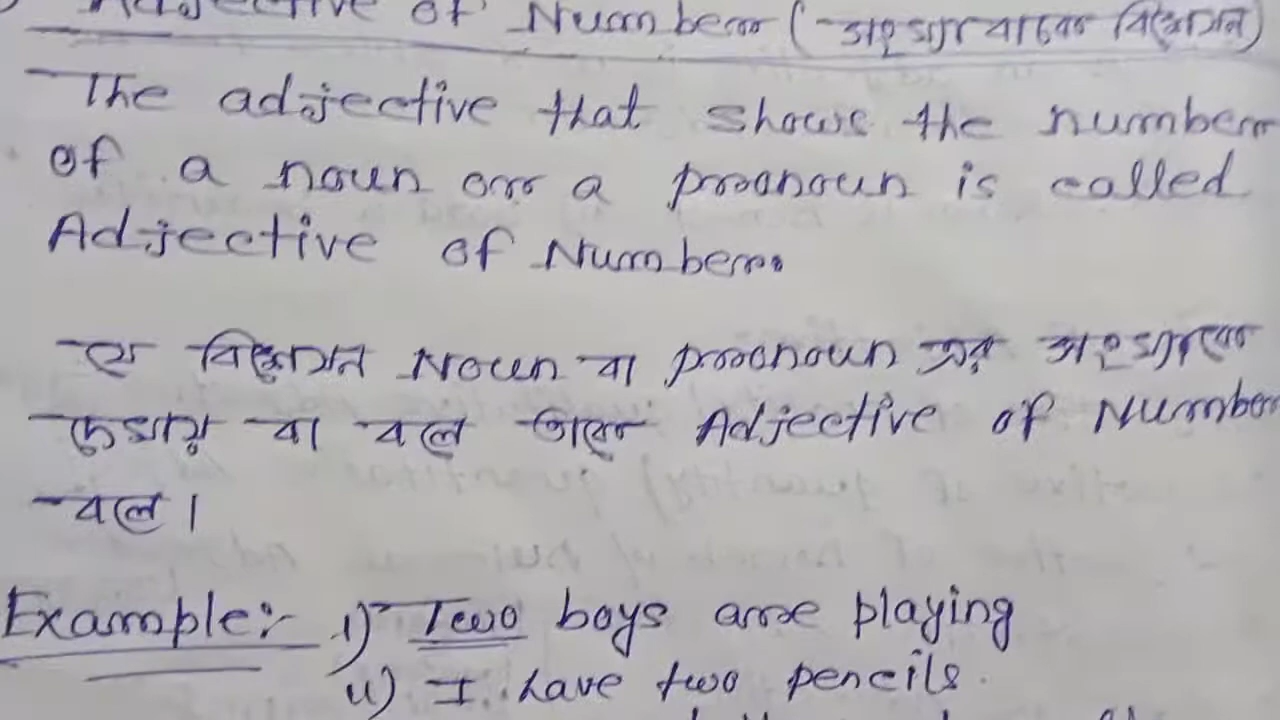 Adjective of Number (সংখ্যাবাচক বিশেষণ)
The adjective that shows the number
of a noun or a pronoun is called
Adjective of Number.
যে বিশেষণ Noun বা pronoun এর সংখ্যাকে
দেখায় বা বলে তাকে Adjective of Number
বলে।
Example:- i) Two boys are playing
ii) I have two pencils.